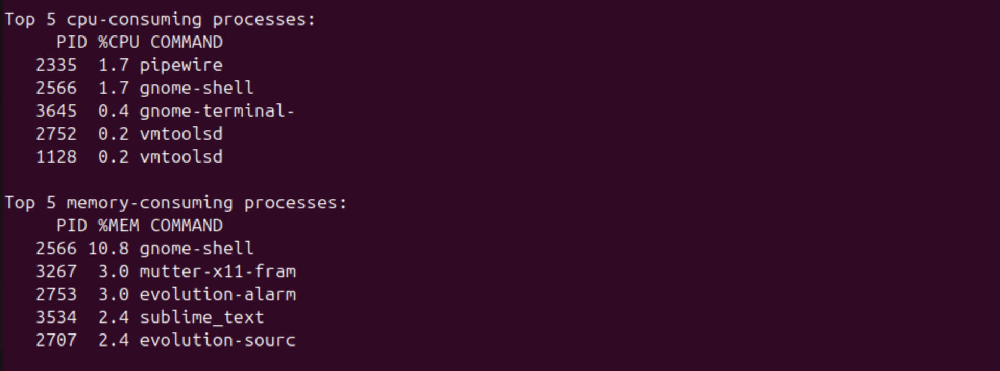 Top 5 cpu-consuming processes:
PID %CPU COMMAND
2335 1.7 pipewire
2566 1.7 gnome-shell
3645 0.4 gnome-terminal-
2752 0.2 vmtoolsd
1128 0.2 vmtoolsd
Top 5 memory-consuming processes:
PID %MEM COMMAND
2566 10.8 gnome-shell
3267 3.0 mutter-x11-fram
2753 3.0 evolution-alarm
3534 2.4 sublime_text
2707 2.4 evolution-sourc